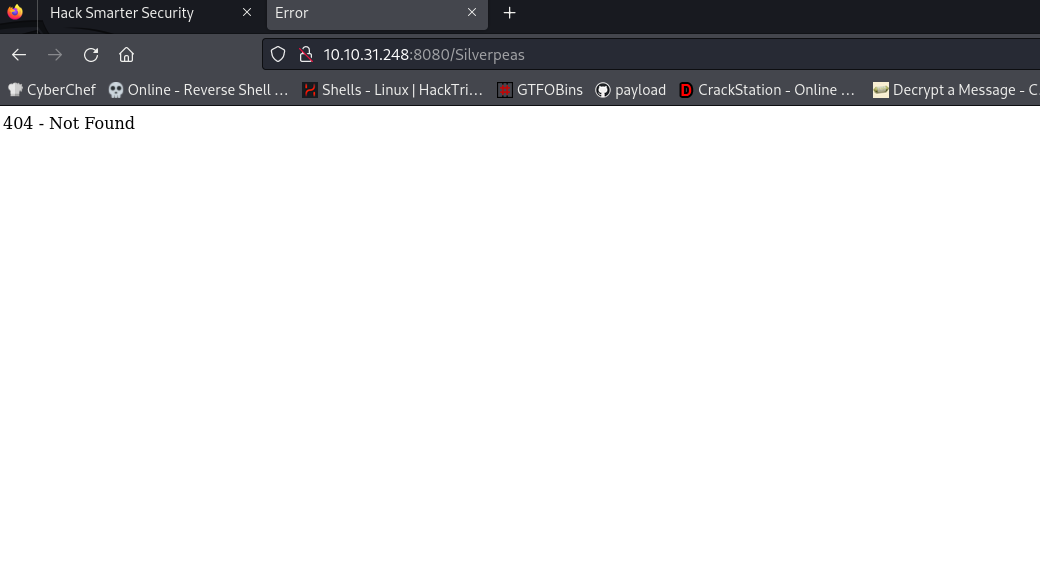 Hack Smarter Security
Error
10.10.31.248:8080/Silverpeas
CyberChef Online - Reverse Shell ... Shells - Linux | HackTri... GTFOBins payload CrackStation - Online ... Decrypt a Message - C
404 - Not Found